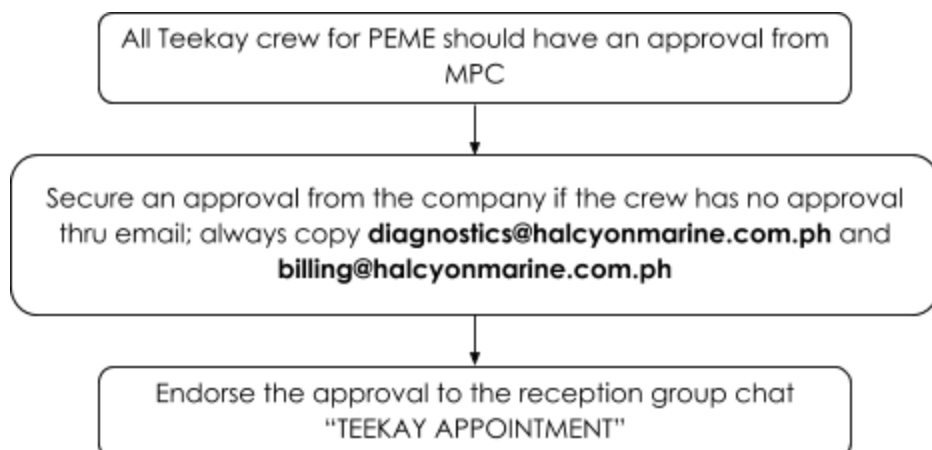 All Teekay crew for PEME should have an approval from
MPC
Secure an approval from the company if the crew has no approval
thru email; always copy diagnostics@halcyonmarine.com.ph and
billing@halcyonmarine.com.ph
Endorse the approval to the reception group chat
“TEEKAY APPOINTMENT”